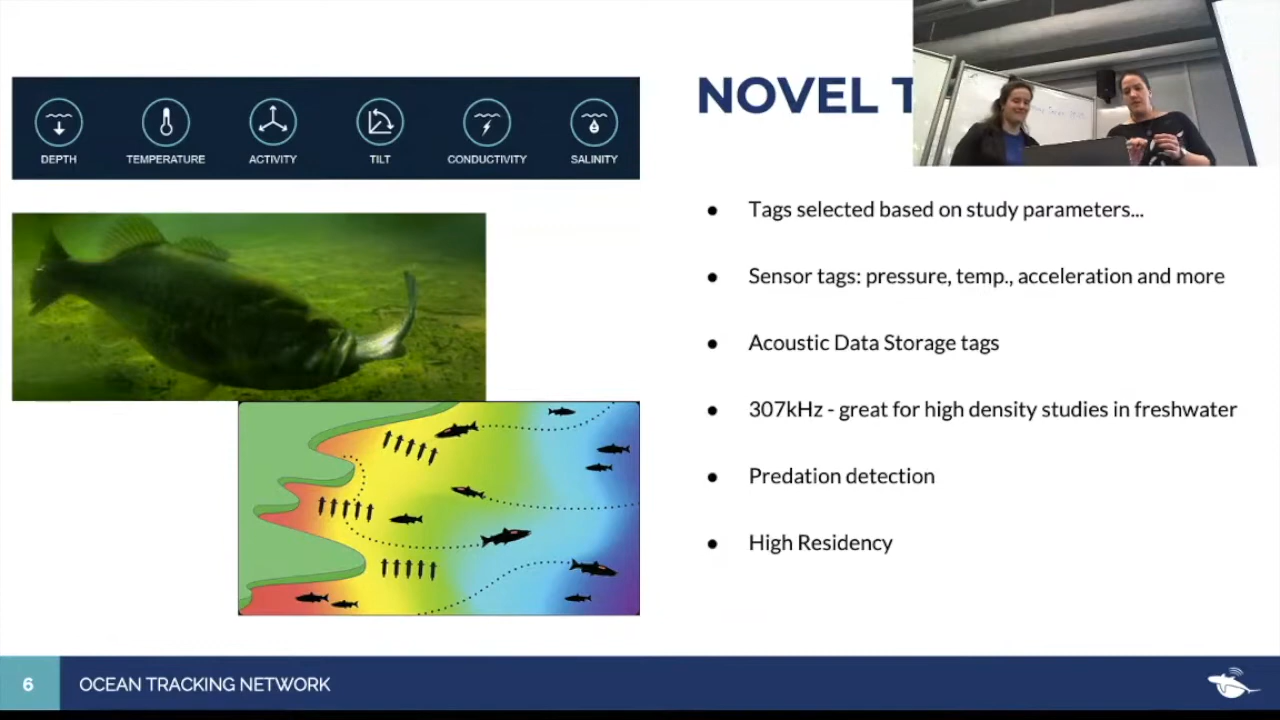 DEPTH
TEMPERATURE
ACTIVITY
TILT
CONDUCTIVITY
SALINITY
NOVEL
● Tags selected based on study parameters...
● Sensor tags: pressure, temp., acceleration and more
● Acoustic Data Storage tags
● 307kHz - great for high density studies in freshwater
● Predation detection
● High Residency
6
OCEAN TRACKING NETWORK